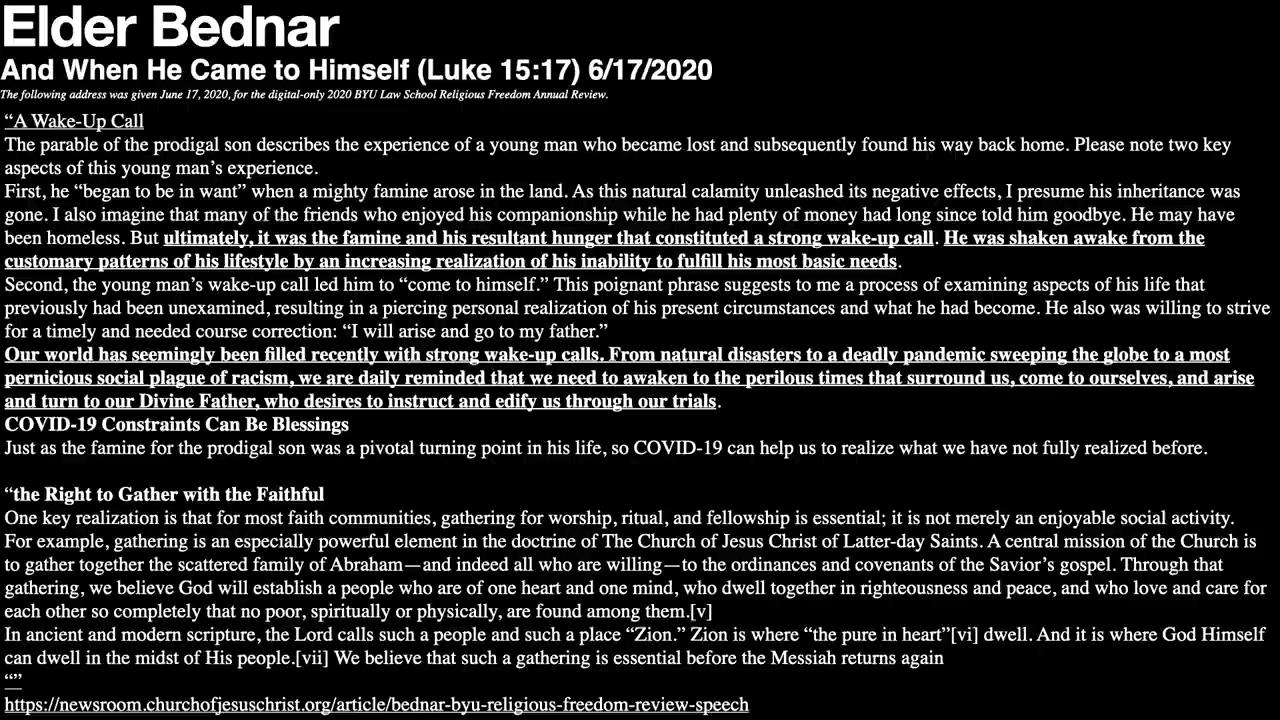 Elder Bednar
And When He Came to Himself (Luke 15:17) 6/17/2020
The following address was given June 17, 2020, for the digital-only 2020 BYU Law School Religious Freedom Annual Review.
“A Wake-Up Call
The parable of the prodigal son describes the experience of a young man who became lost and subsequently found his way back home. Please note two key
aspects of this young man’s experience.
First, he “began to be in want” when a mighty famine arose in the land. As this natural calamity unleashed its negative effects, I presume his inheritance was
gone. I also imagine that many of the friends who enjoyed his companionship while he had plenty of money had long since told him goodbye. He may have
been homeless. But ultimately, it was the famine and his resultant hunger that constituted a strong wake-up call. He was shaken awake from the
customary patterns of his lifestyle by an increasing realization of his inability to fulfill his most basic needs.
Second, the young man’s wake-up call led him to “come to himself.” This poignant phrase suggests to me a process of examining aspects of his life that
previously had been unexamined, resulting in a piercing personal realization of his present circumstances and what he had become. He also was willing to strive
for a timely and needed course correction: “I will arise and go to my father.”
Our world has seemingly been filled recently with strong wake-up calls. From natural disasters to a deadly pandemic sweeping the globe to a most
pernicious social plague of racism, we are daily reminded that we need to awaken to the perilous times that surround us, come to ourselves, and arise
and turn to our Divine Father, who desires to instruct and edify us through our trials.
COVID-19 Constraints Can Be Blessings
Just as the famine for the prodigal son was a pivotal turning point in his life, so COVID-19 can help us to realize what we have not fully realized before.
“the Right to Gather with the Faithful
One key realization is that for most faith communities, gathering for worship, ritual, and fellowship is essential; it is not merely an enjoyable social activity.
For example, gathering is an especially powerful element in the doctrine of The Church of Jesus Christ of Latter-day Saints. A central mission of the Church is
to gather together the scattered family of Abraham—and indeed all who are willing—to the ordinances and covenants of the Savior’s gospel. Through that
gathering, we believe God will establish a people who are of one heart and one mind, who dwell together in righteousness and peace, and who love and care for
each other so completely that no poor, spiritually or physically, are found among them.[v]
In ancient and modern scripture, the Lord calls such a people and such a place “Zion.” Zion is where “the pure in heart”[vi] dwell. And it is where God Himself
can dwell in the midst of His people.[vii] We believe that such a gathering is essential before the Messiah returns again
“”
https://newsroom.churchofjesuschrist.org/article/bednar-byu-religious-freedom-review-speech